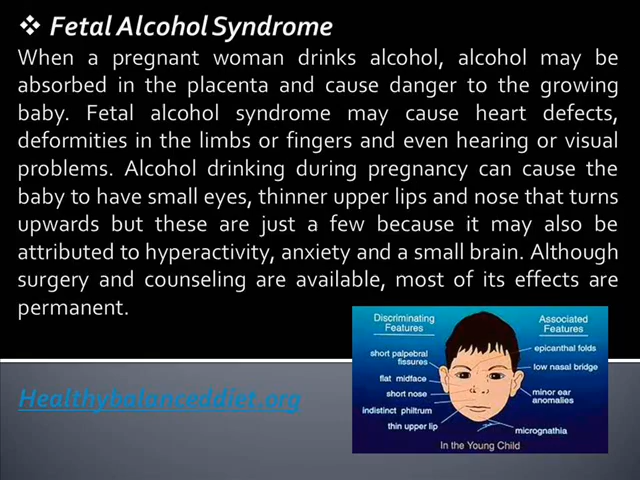 ❖ Fetal Alcohol Syndrome
When a pregnant woman drinks alcohol, alcohol may be
absorbed in the placenta and cause danger to the growing
baby. Fetal alcohol syndrome may cause heart defects,
deformities in the limbs or fingers and even hearing or visual
problems. Alcohol drinking during pregnancy can cause the
baby to have small eyes, thinner upper lips and nose that turns
upwards but these are just a few because it may also be
attributed to hyperactivity, anxiety and a small brain. Although
surgery and counseling are available, most of its effects are
permanent.
Healthybalanceddiet.org
Discriminating
Features
short palpebral
fissures
flat midface
short nose
indistinct philtrum
thin upper lip
Associated
Features
epicanthal folds
low nasal bridge
minor ear
anomalies
micrognathia
In the Young Child